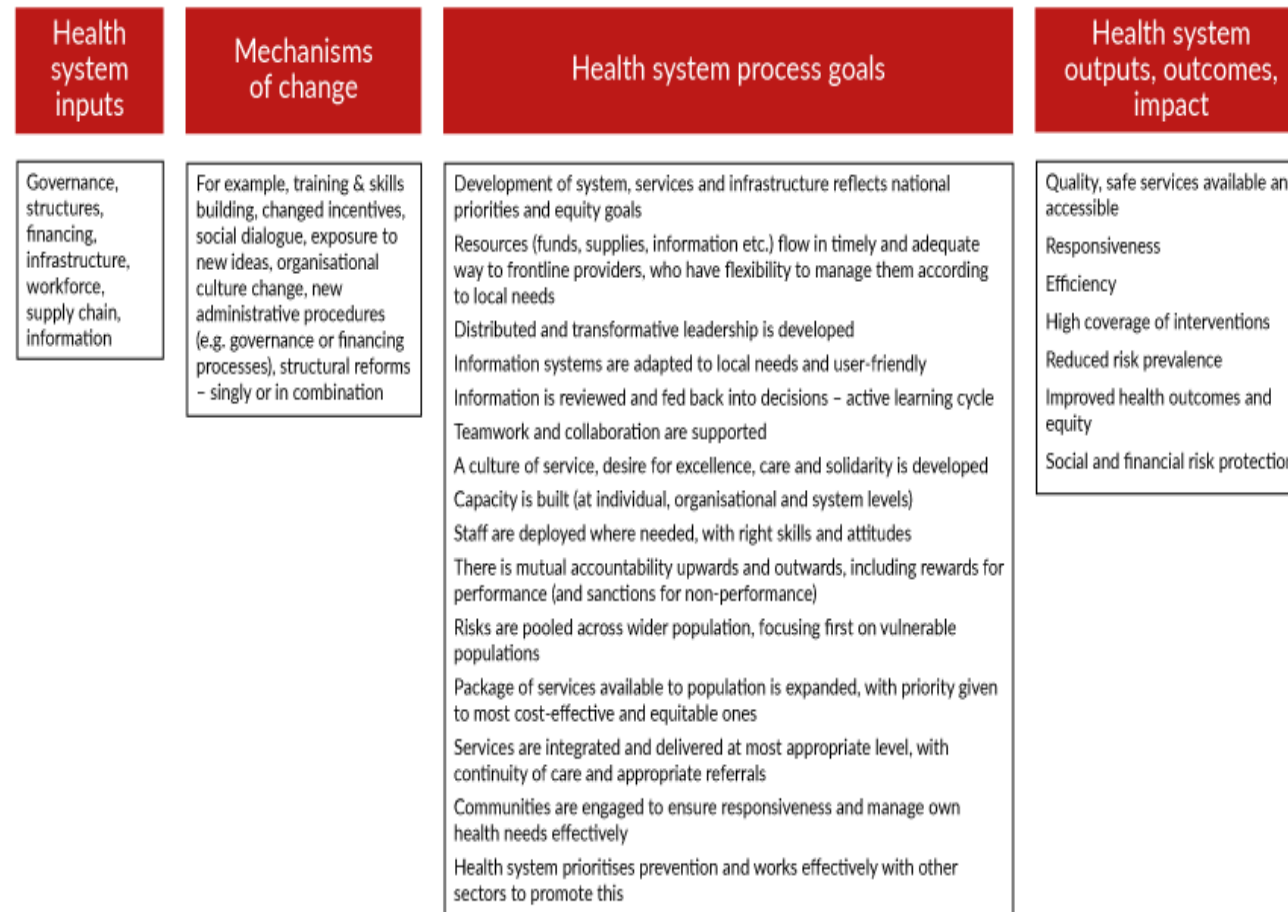 Health
system
inputs
Mechanisms
of change
Health system process goals
Health system
outputs, outcomes,
impact
Governance,
structures,
financing,
infrastructure,
workforce,
supply chain,
information
For example, training & skills
building, changed incentives,
social dialogue, exposure to
new ideas, organisational
culture change, new
administrative procedures
(e.g. governance or financing
processes), structural reforms
– singly or in combination
Development of system, services and infrastructure reflects national
priorities and equity goals
Resources (funds, supplies, information etc.) flow in timely and adequate
way to frontline providers, who have flexibility to manage them according
to local needs
Distributed and transformative leadership is developed
Information systems are adapted to local needs and user-friendly
Information is reviewed and fed back into decisions – active learning cycle
Teamwork and collaboration are supported
A culture of service, desire for excellence, care and solidarity is developed
Capacity is built (at individual, organisational and system levels)
Staff are deployed where needed, with right skills and attitudes
There is mutual accountability upwards and outwards, including rewards for
performance (and sanctions for non-performance)
Risks are pooled across wider population, focusing first on vulnerable
populations
Package of services available to population is expanded, with priority given
to most cost-effective and equitable ones
Services are integrated and delivered at most appropriate level, with
continuity of care and appropriate referrals
Communities are engaged to ensure responsiveness and manage own
health needs effectively
Health system prioritises prevention and works effectively with other
sectors to promote this
Quality, safe services available an
accessible
Responsiveness
Efficiency
High coverage of interventions
Reduced risk prevalence
Improved health outcomes and
equity
Social and financial risk protection